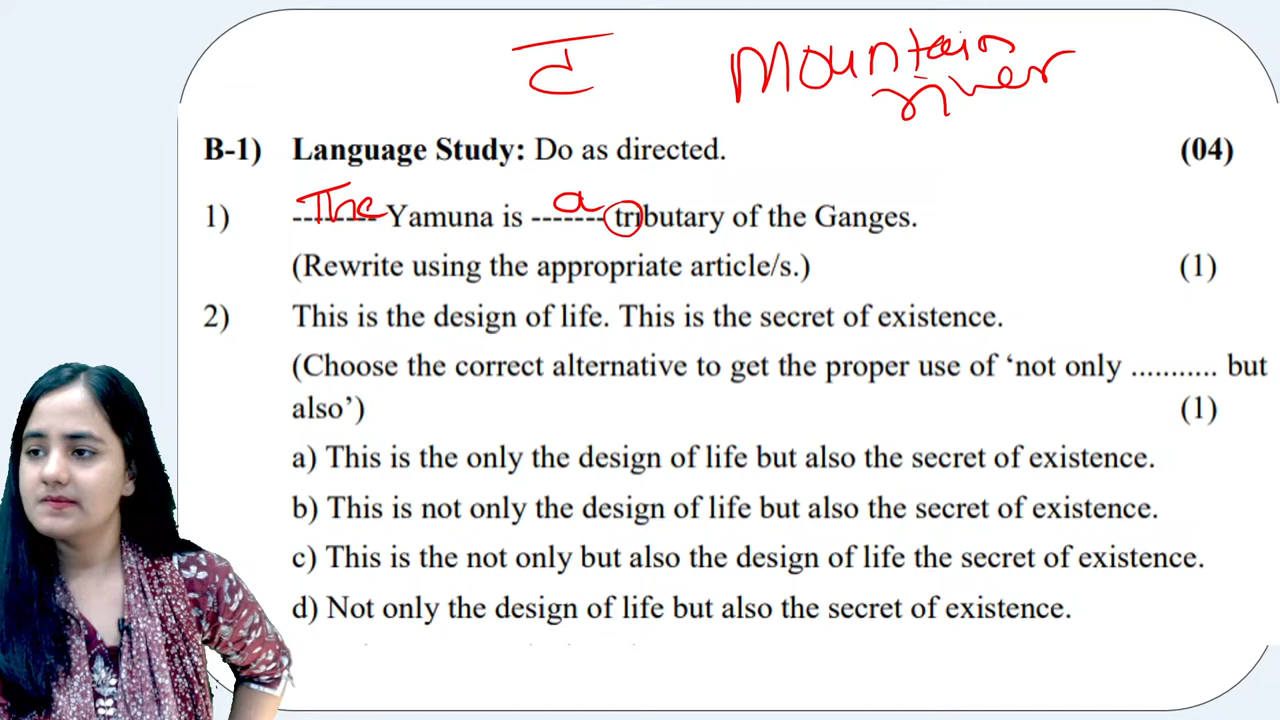 ट Mountain
river
B-1) Language Study: Do as directed. (04)
1) The Yamuna is a tributary of the Ganges.
(Rewrite using the appropriate article/s.) (1)
2) This is the design of life. This is the secret of existence.
(Choose the correct alternative to get the proper use of ‘not only ........... but
also’) (1)
a) This is the only the design of life but also the secret of existence.
b) This is not only the design of life but also the secret of existence.
c) This is the not only but also the design of life the secret of existence.
d) Not only the design of life but also the secret of existence.